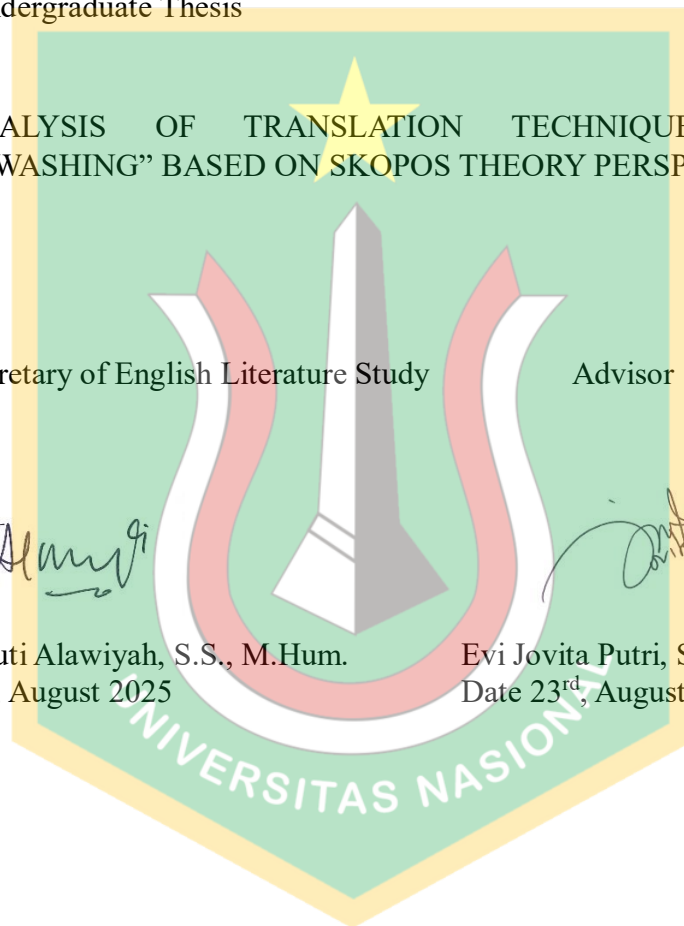 dergraduate Thesis
ALYSIS OF TRANSLATION TECHNIQUE
WASHING” BASED ON SKOPOS THEORY PERSP
retary of English Literature Study Advisor
uti Alawiyah, S.S., M.Hum. Evi Jovita Putri, S
August 2025 Date 23rd, August
UNIVERSITAS NASIONAL